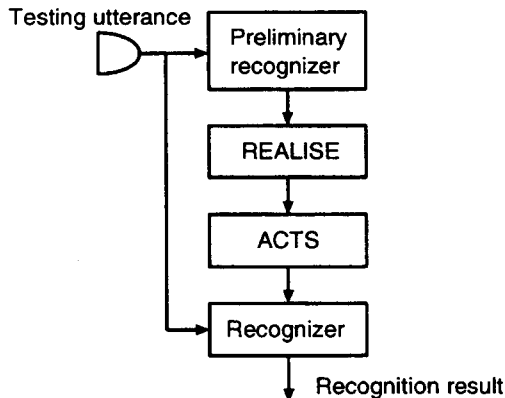 Testing utterance
Preliminary
recognizer
REALISE
ACTS
Recognizer
Recognition result